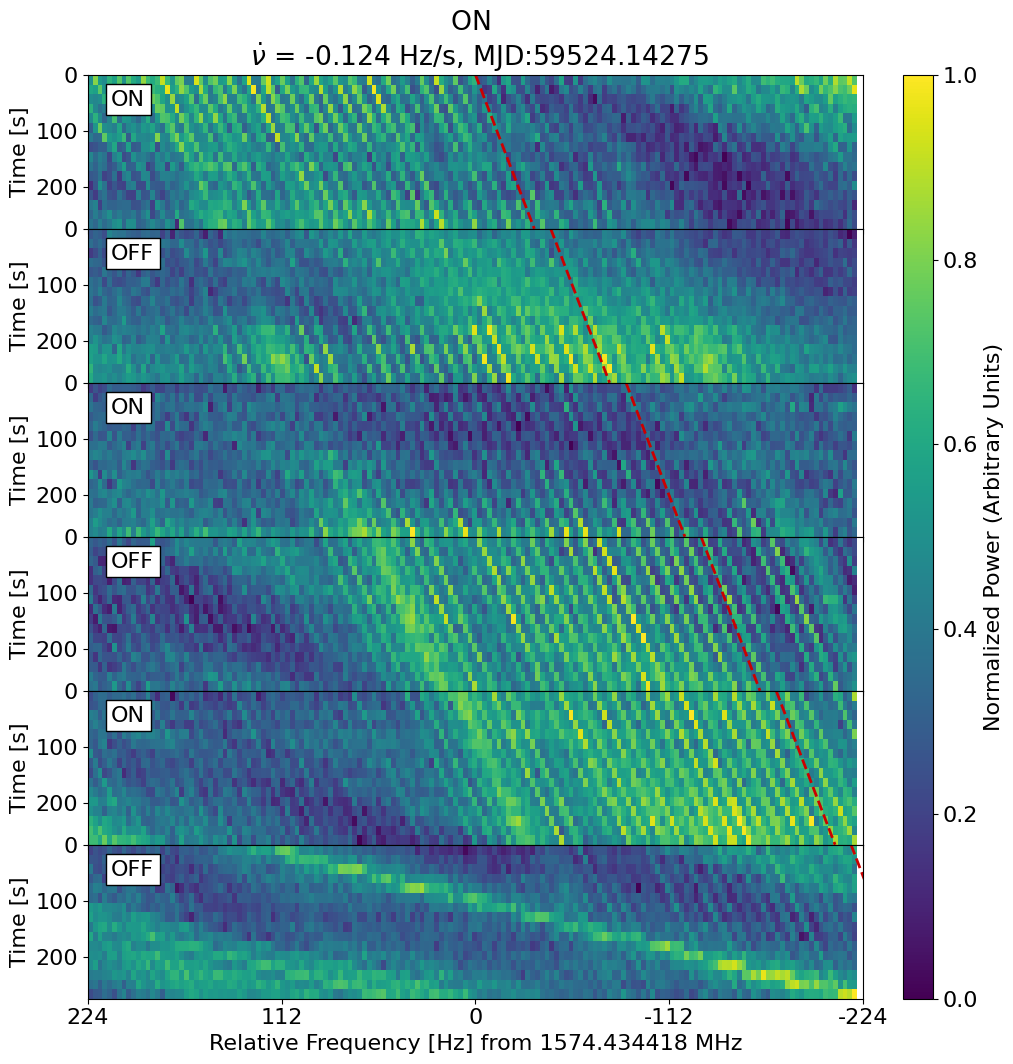 ON
ν̇ = -0.124 Hz/s, MJD:59524.14275
0
ON
100
200
Time [s]
0
OFF
100
200
Time [s]
0
ON
100
200
Time [s]
0
OFF
100
200
Time [s]
0
ON
100
200
Time [s]
0
OFF
100
200
Time [s]
224 112 0 -112 -224
Relative Frequency [Hz] from 1574.434418 MHz
1.0
0.8
0.6
0.4
0.2
0.0
Normalized Power (Arbitrary Units)